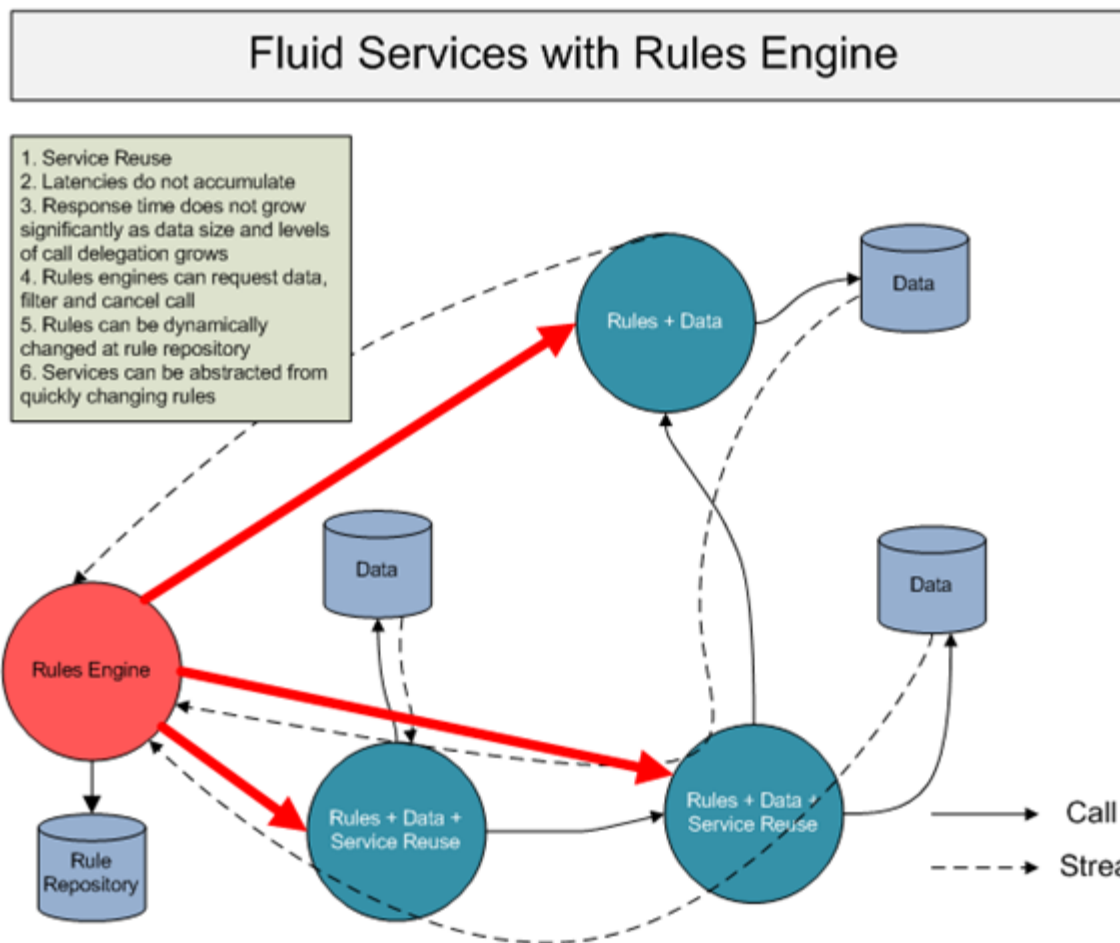 Fluid Services with Rules Engine
1. Service Reuse
2. Latencies do not accumulate
3. Response time does not grow
significantly as data size and levels
of call delegation grows
4. Rules engines can request data,
filter and cancel call
5. Rules can be dynamically
changed at rule repository
6. Services can be abstracted from
quickly changing rules
Rules + Data
Data
Data
Data
Rules Engine
Rules + Data +
Service Reuse
Rules + Data +
Service Reuse
Call
Strea
Rule
Repository